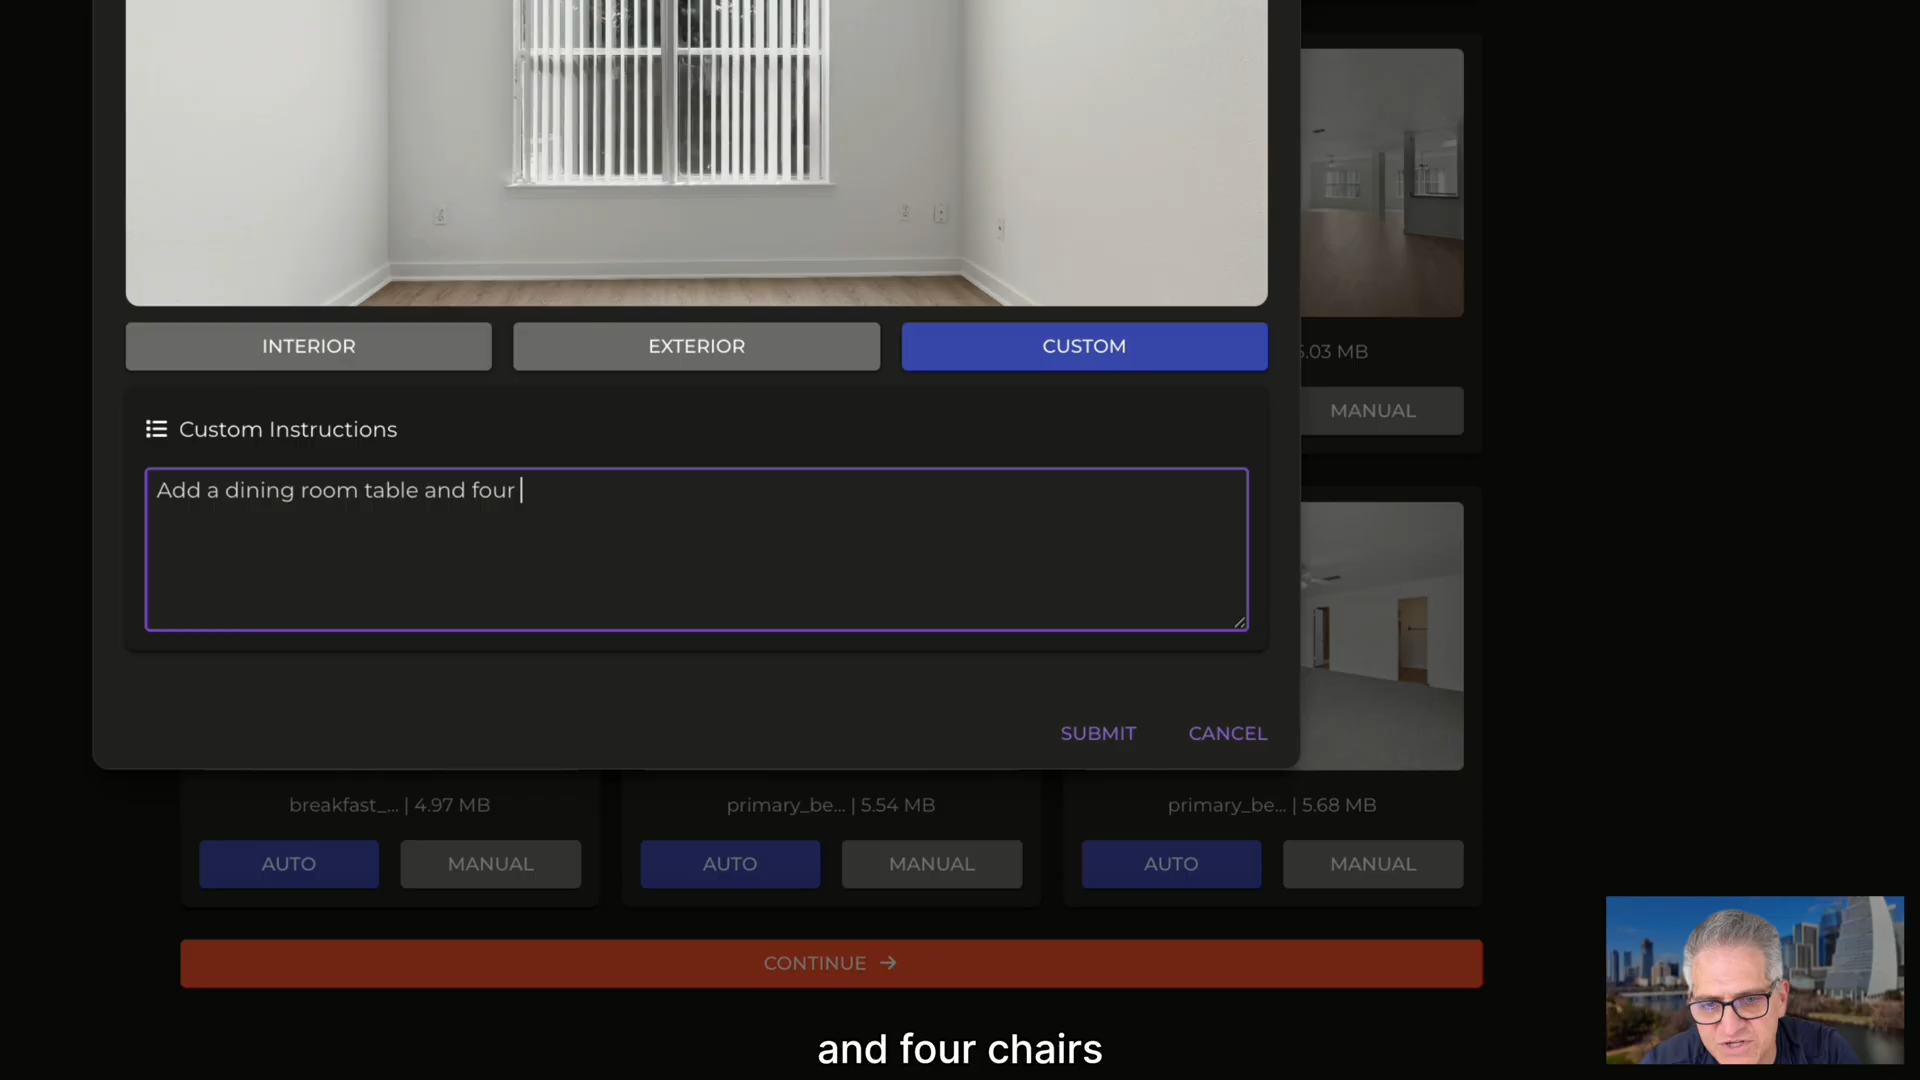 INTERIOR
EXTERIOR
CUSTOM
Custom Instructions
Add a dining room table and four
SUBMIT
CANCEL
5.03 MB
MANUAL
breakfast_... | 4.97 MB
primary_be... | 5.54 MB
primary_be... | 5.68 MB
AUTO
MANUAL
AUTO
MANUAL
AUTO
MANUAL
CONTINUE →
and four chairs